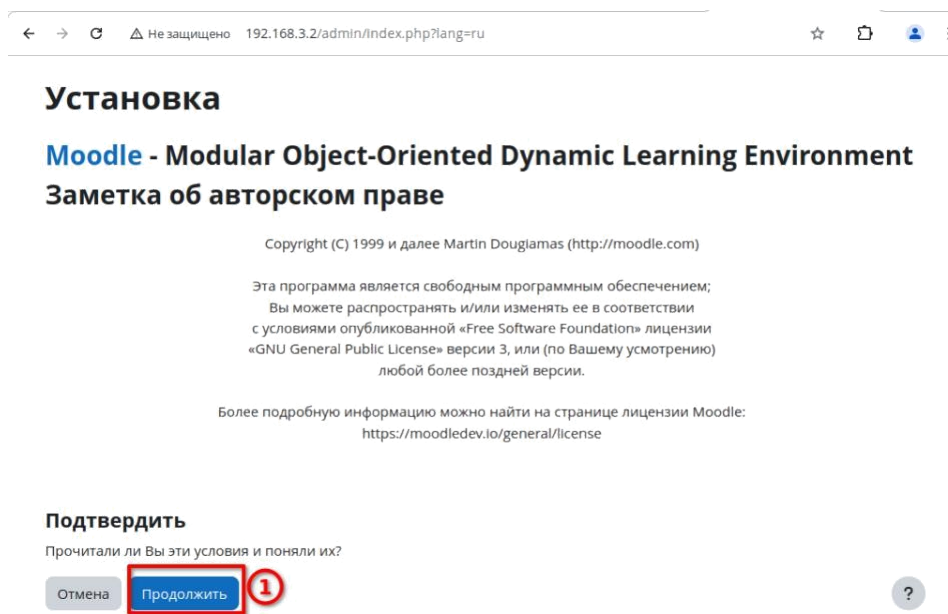 Не защищено 192.168.3.2/admin/index.php?lang=ru
Установка
Moodle - Modular Object-Oriented Dynamic Learning Environment
Заметка об авторском праве
Copyright (C) 1999 и далее Martin Dougiamas (http://moodle.com)
Эта программа является свободным программным обеспечением;
Вы можете распространять и/или изменять ее в соответствии
с условиями опубликованной «Free Software Foundation» лицензии
«GNU General Public License» версии 3, или (по Вашему усмотрению)
любой более поздней версии.
Более подробную информацию можно найти на странице лицензии Moodle:
https://moodledev.io/general/license
Подтвердить
Прочитали ли Вы эти условия и поняли их?
Отмена Продолжить 1 ?